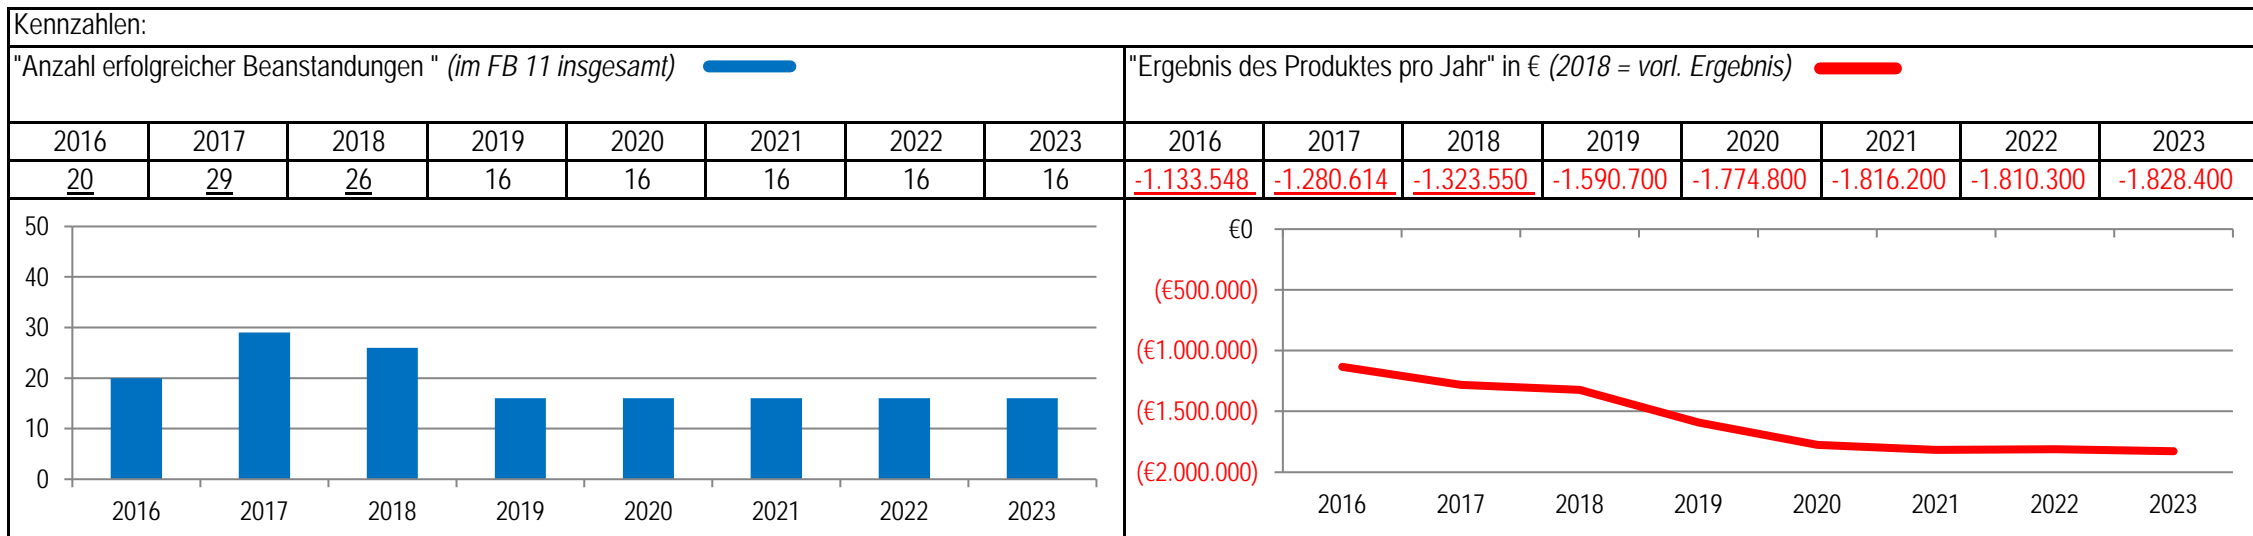 Kennzahlen:
"Anzahl erfolgreicher Beanstandungen " (im FB 11 insgesamt)
"Ergebnis des Produktes pro Jahr" in € (2018 = vorl. Ergebnis)
2016 2017 2018 2019 2020 2021 2022 2023 2016 2017 2018 2019 2020 2021 2022 2023
20 29 26 16 16 16 16 16 -1.133.548 -1.280.614 -1.323.550 -1.590.700 -1.774.800 -1.816.200 -1.810.300 -1.828.400
50
40
30
20
10
0
2016 2017 2018 2019 2020 2021 2022 2023
€0
(€500.000)
(€1.000.000)
(€1.500.000)
(€2.000.000)
2016 2017 2018 2019 2020 2021 2022 2023